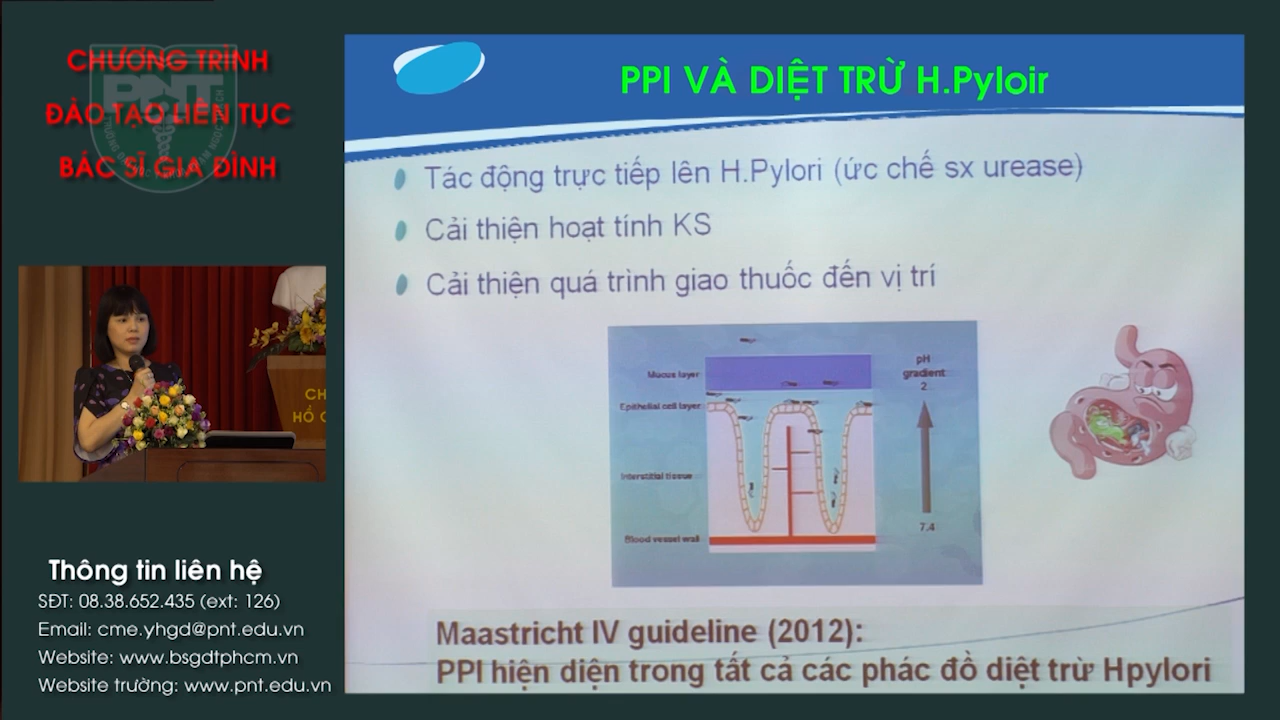 CHƯƠNG TRÌNH
ĐÀO TẠO LIÊN TỤC
BÁC SĨ GIA ĐÌNH
PNT
CH
HỒ C
Thông tin liên hệ
SĐT: 08.38.652.435 (ext: 126)
Email: cme.yhgd@pnt.edu.vn
Website: www.bsgdtphcm.vn
Website trường: www.pnt.edu.vn
PPI VÀ DIỆT TRỪ H.Pyloir
Tác động trực tiếp lên H.Pylori (ức chế sx urease)
Cải thiện hoạt tính KS
Cải thiện quá trình giao thuốc đến vị trí
Mucus layer
Epithelial cell layer
Interstitial tissue
Blood vessel wall
pH
gradient
2
7.4
Maastricht IV guideline (2012):
PPI hiện diện trong tất cả các phác đồ diệt trừ Hpylori